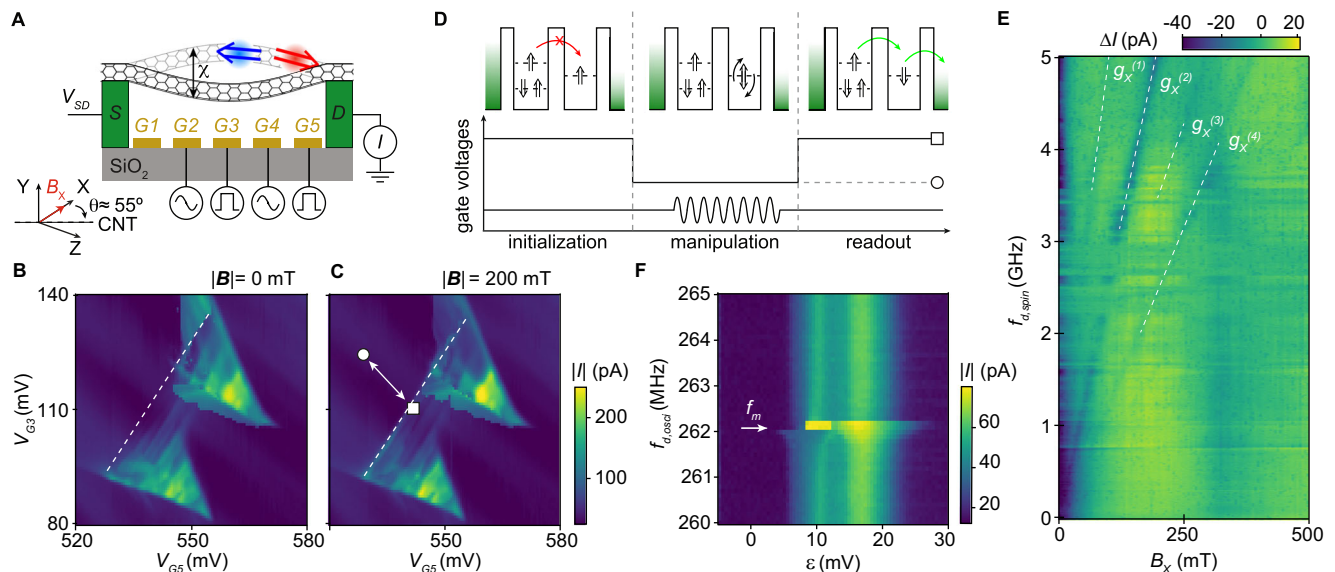 A
χ
V_SD
S
D
G1 G2 G3 G4 G5
I
SiO₂
Y
B_X
X
θ≈ 55º
CNT
Z
B
|B|= 0 mT
C
|B|= 200 mT
V_G3 (mV)
140
110
80
520 550 580
V_G5 (mV)
550 580
V_G5 (mV)
|I| (pA)
200
100
D
x
gate voltages
initialization manipulation readout
F
f_d,osci (MHz)
265
264
263
262
261
260
f_m
0 10 20 30
ε (mV)
|I| (pA)
60
40
20
E
ΔI (pA)
-40 -20 0 20
g_x^(1)
g_x^(2)
g_x^(3)
g_x^(4)
f_d,spin (GHz)
5
4
3
2
1
0
0 250 500
B_x (mT)